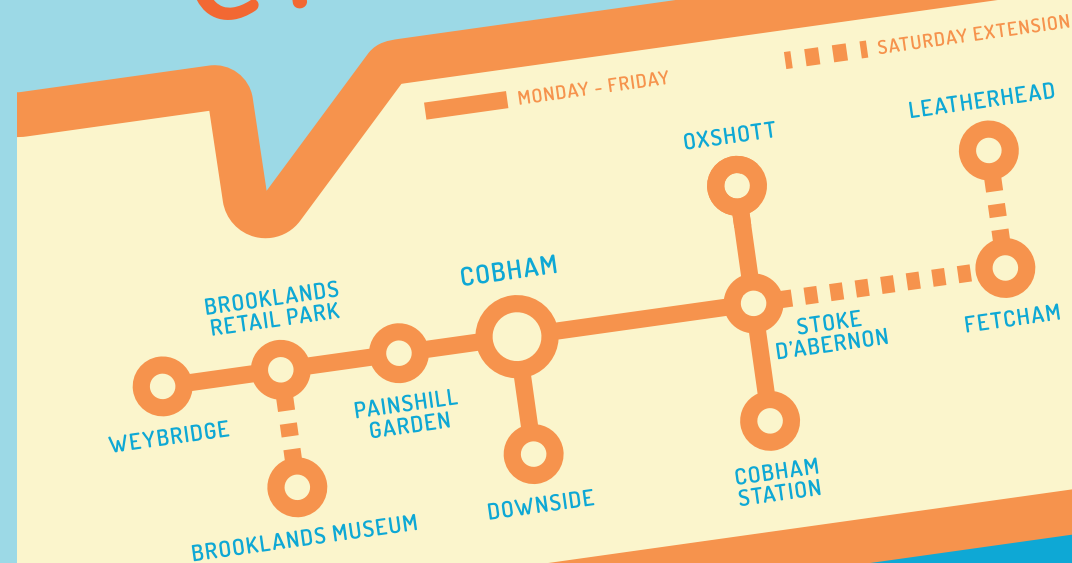 MONDAY - FRIDAY
SATURDAY EXTENSION
OXSHOTT
LEATHERHEAD
COBHAM
BROOKLANDS
RETAIL PARK
STOKE
D'ABERNON
FETCHAM
PAINSHILL
GARDEN
WEYBRIDGE
COBHAM
STATION
DOWNSIDE
BROOKLANDS MUSEUM